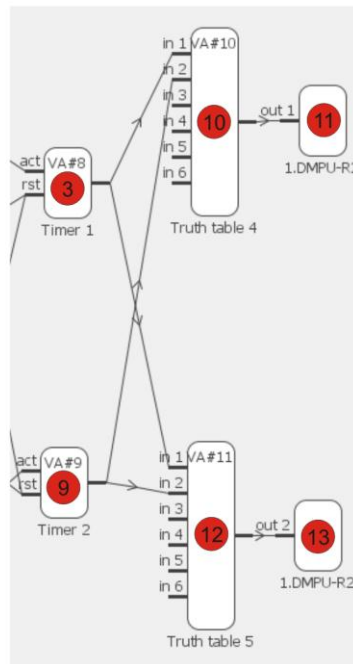 in 1 VA#10
in 2
in 3
in 4
in 5
in 6
10
Truth table 4
out 1
11
1.DMPU-R1
act
rst
VA#8
3
Timer 1
act
rst
VA#9
9
Timer 2
in 1 VA#11
in 2
in 3
in 4
in 5
in 6
12
Truth table 5
out 2
13
1.DMPU-R2